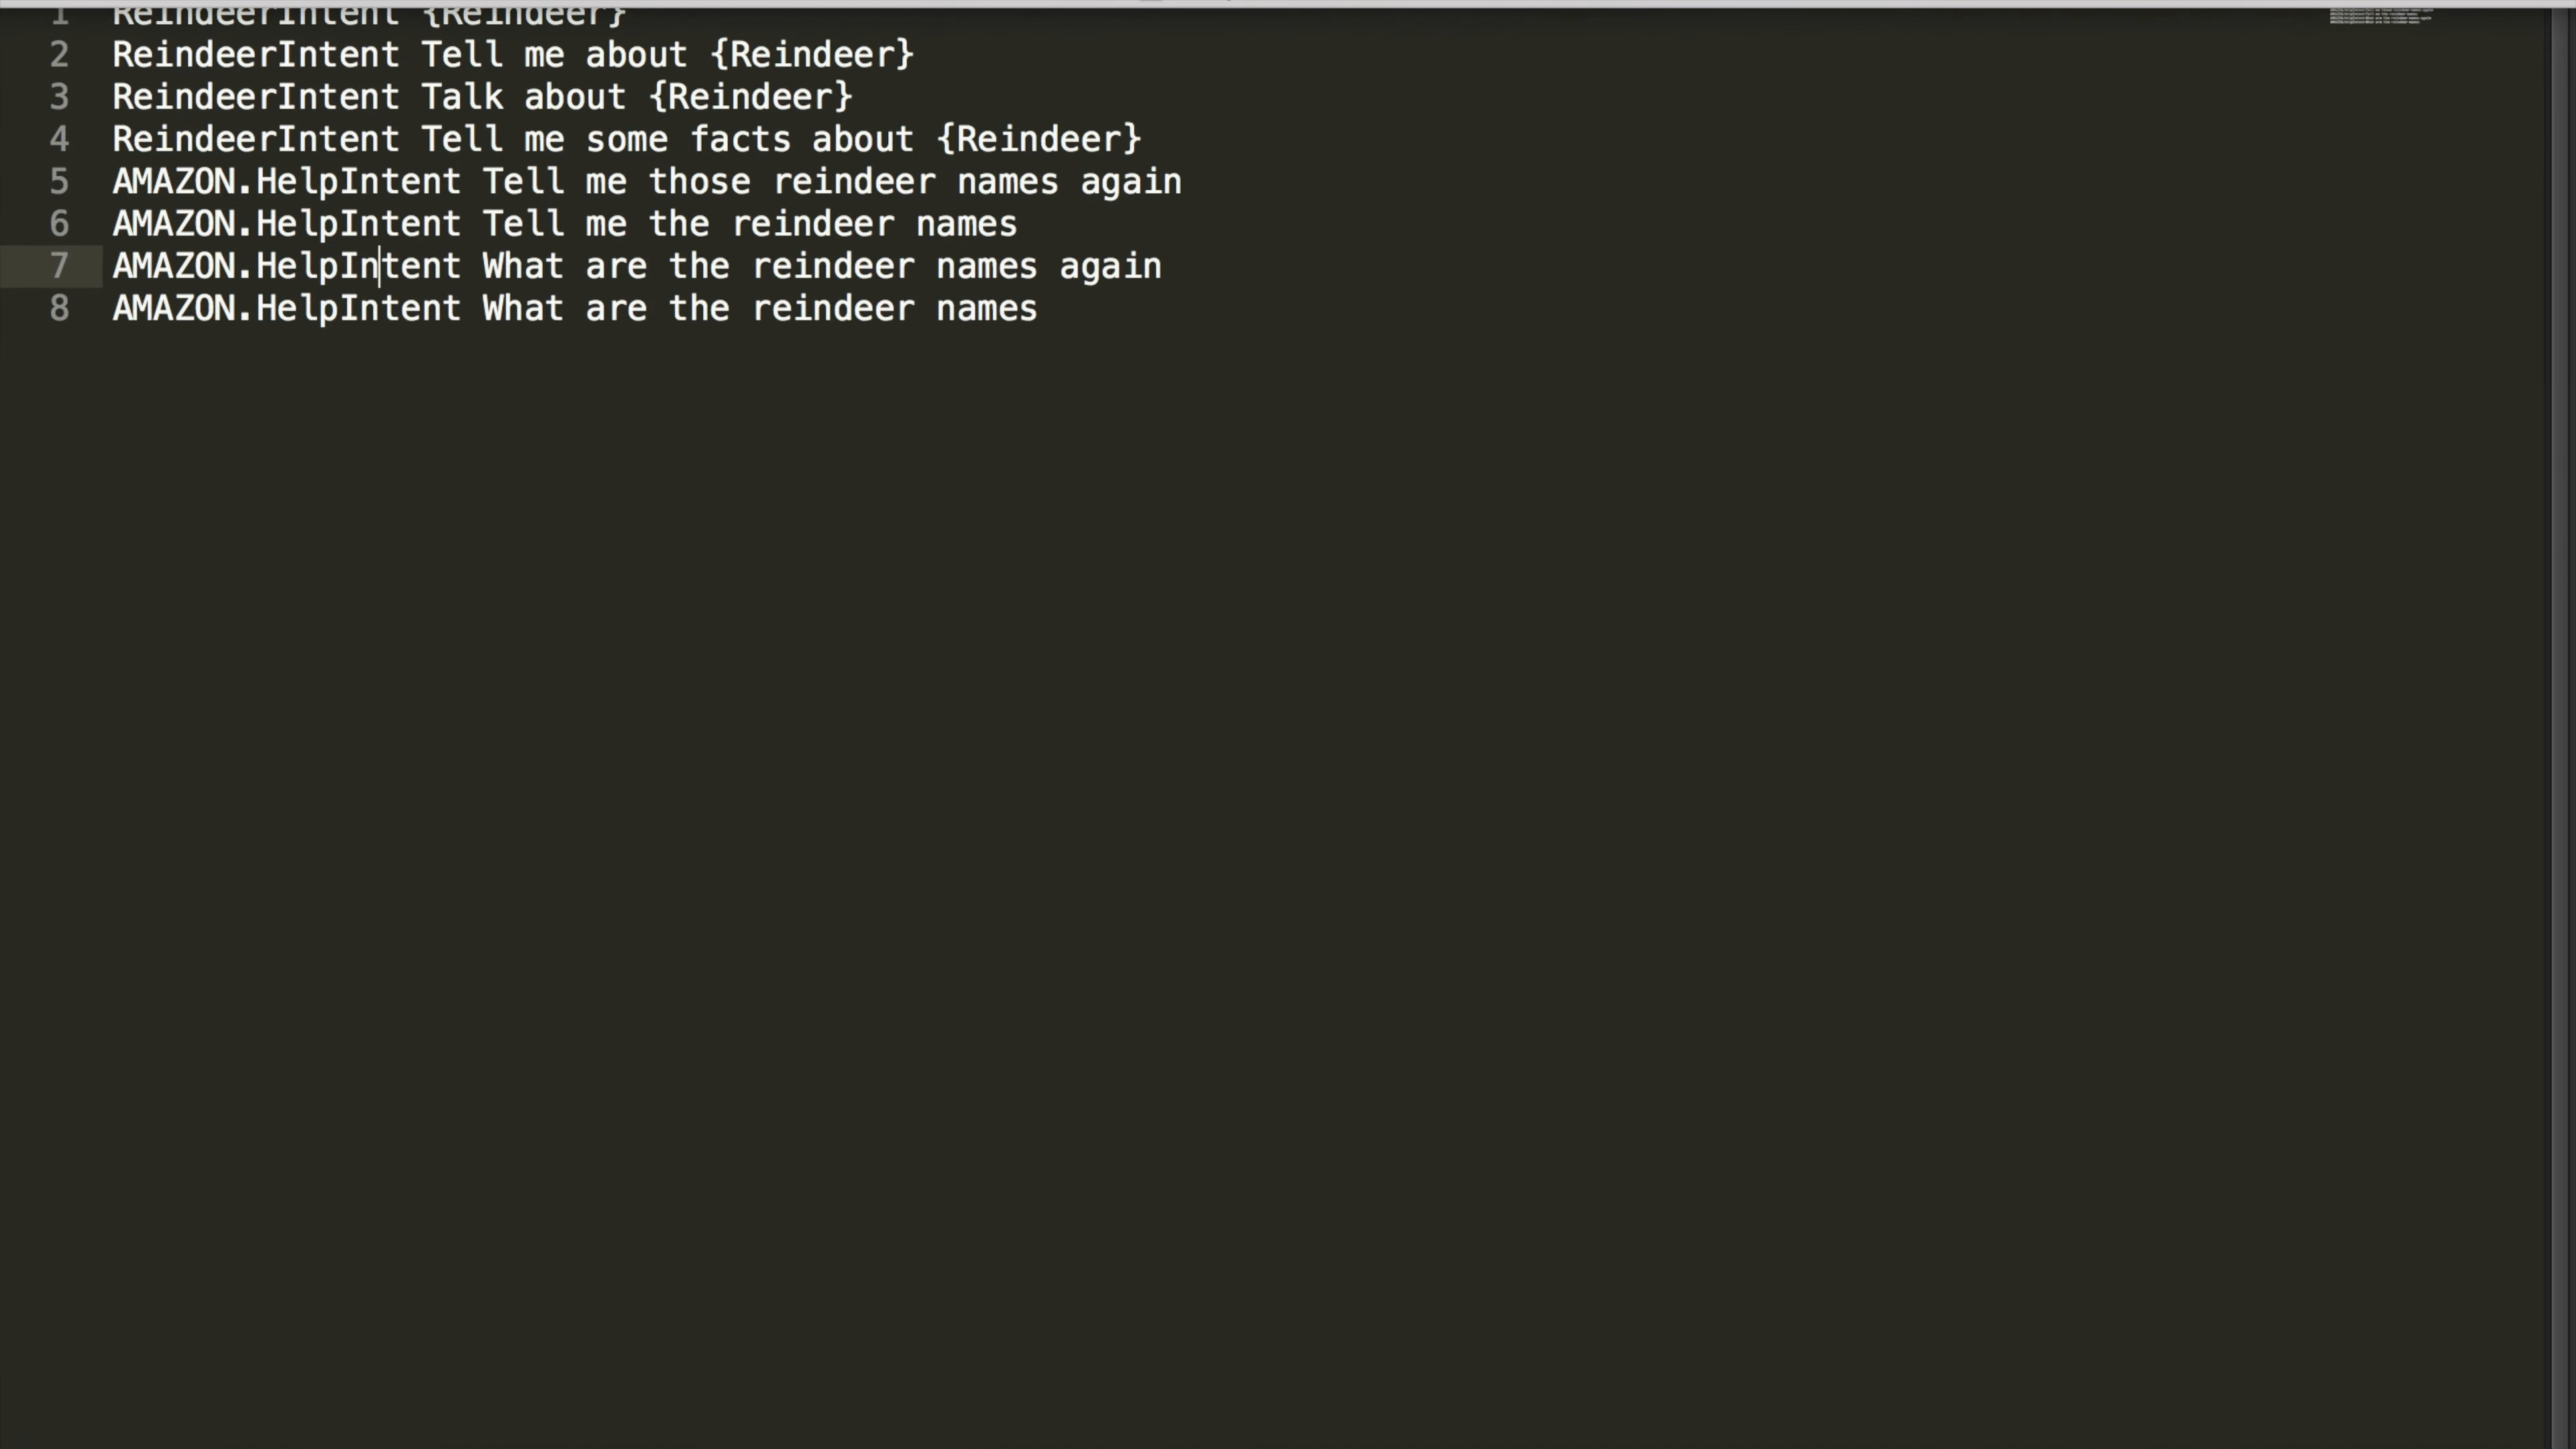 1 ReindeerIntent {Reindeer}
2 ReindeerIntent Tell me about {Reindeer}
3 ReindeerIntent Talk about {Reindeer}
4 ReindeerIntent Tell me some facts about {Reindeer}
5 AMAZON.HelpIntent Tell me those reindeer names again
6 AMAZON.HelpIntent Tell me the reindeer names
7 AMAZON.HelpIntent What are the reindeer names again
8 AMAZON.HelpIntent What are the reindeer names